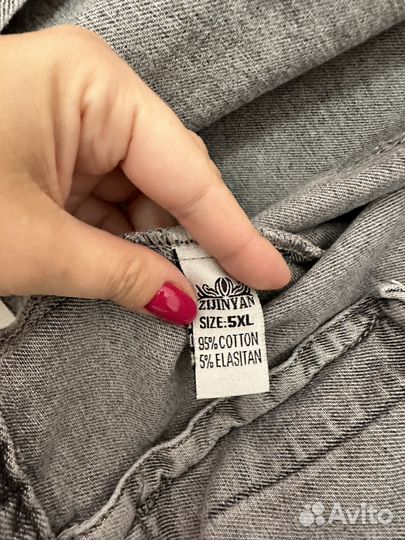 ZIJINYAN
SIZE:5XL
95% COTTON
5% ELASITAN
Avito